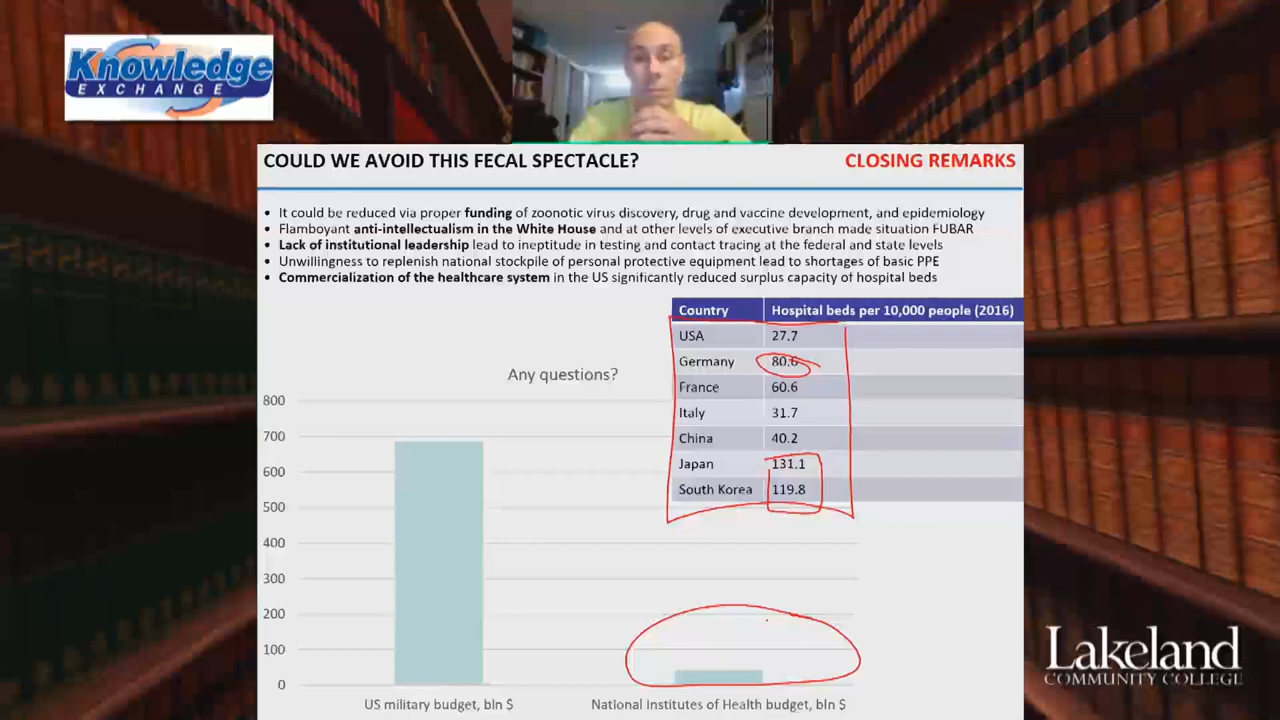 Knowledge
EXCHANGE
COULD WE AVOID THIS FECAL SPECTACLE?
CLOSING REMARKS
• It could be reduced via proper funding of zoonotic virus discovery, drug and vaccine development, and epidemiology
• Flamboyant anti-intellectualism in the White House and at other levels of executive branch made situation FUBAR
• Lack of institutional leadership lead to ineptitude in testing and contact tracing at the federal and state levels
• Unwillingness to replenish national stockpile of personal protective equipment lead to shortages of basic PPE
• Commercialization of the healthcare system in the US significantly reduced surplus capacity of hospital beds
Country Hospital beds per 10,000 people (2016)
USA 27.7
Germany 80.6
France 60.6
Italy 31.7
China 40.2
Japan 131.1
South Korea 119.8
Any questions?
800
700
600
500
400
300
200
100
0
US military budget, bln $
National Institutes of Health budget, bln $
Lakeland
COMMUNITY COLLEGE